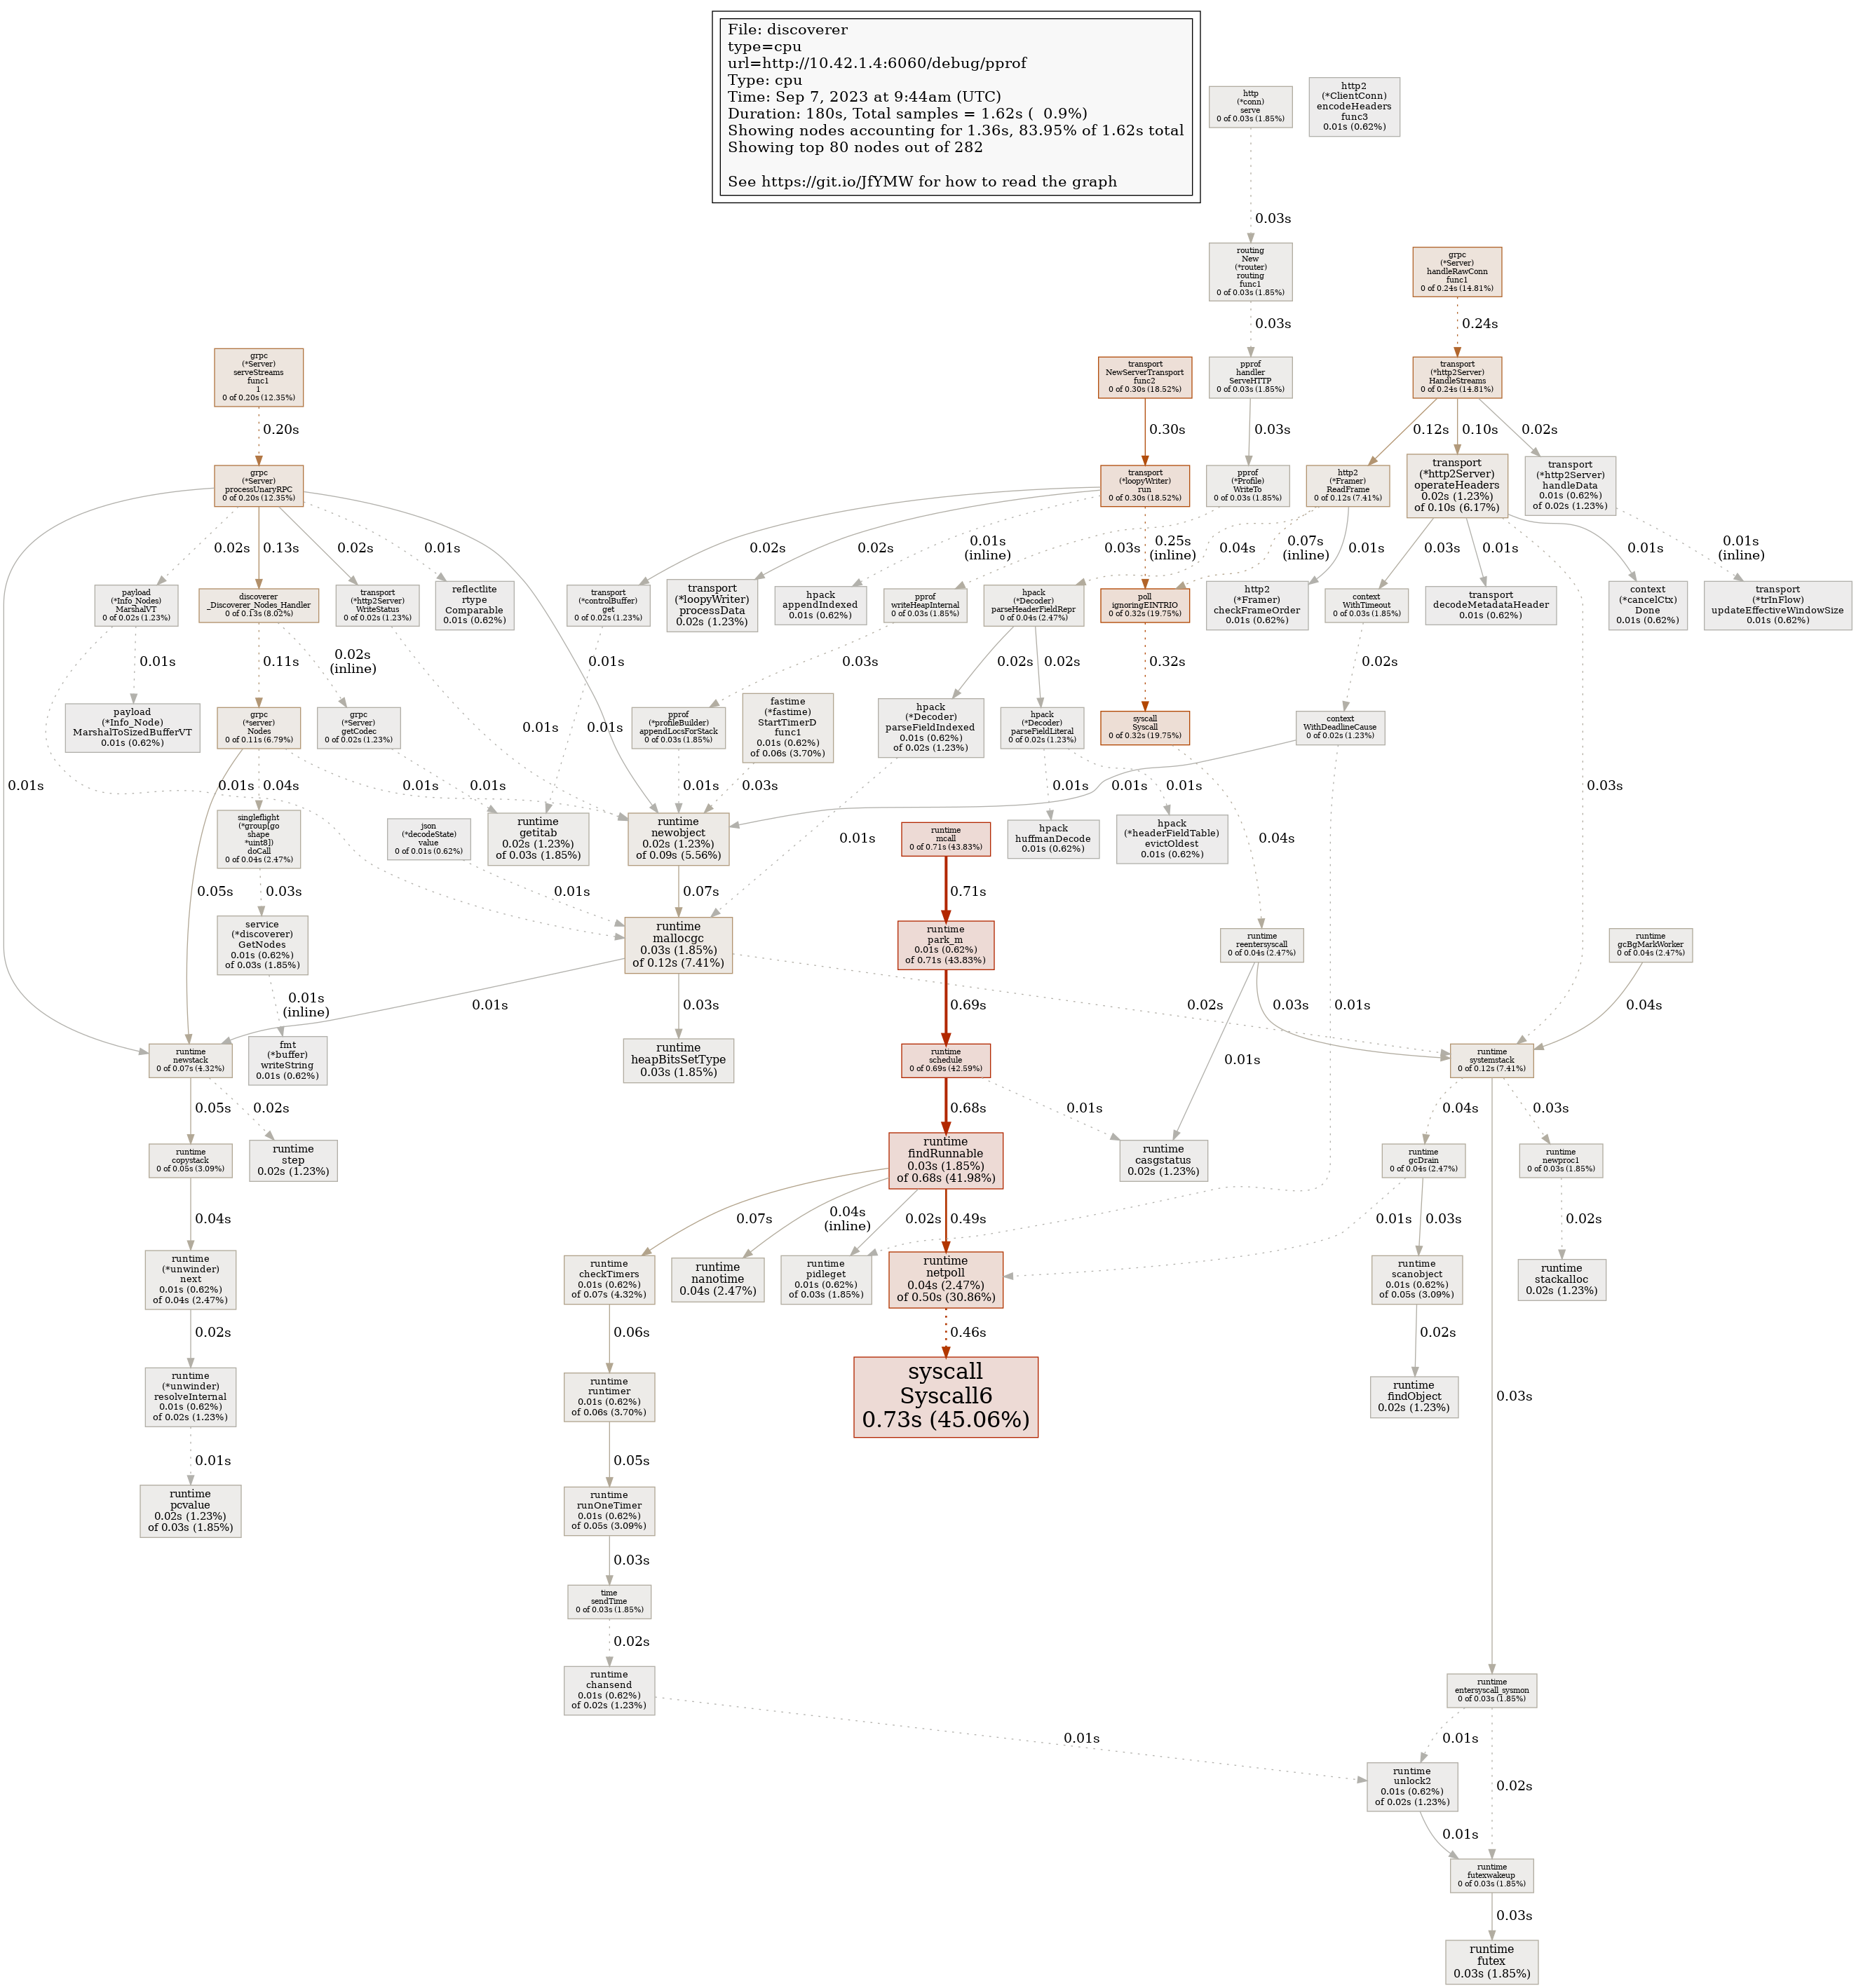 File: discoverer
type=cpu
url=http://10.42.1.4:6060/debug/pprof
Type: cpu
Time: Sep 7, 2023 at 9:44am (UTC)
Duration: 180s, Total samples = 1.62s ( 0.9%)
Showing nodes accounting for 1.36s, 83.95% of 1.62s total
Showing top 80 nodes out of 282
See https://git.io/JfYMW for how to read the graph
http
(*conn)
serve
0 of 0.03s (1.85%)
http2
(*ClientConn)
encodeHeaders
func3
0.01s (0.62%)
0.03s
routing
New
(*router)
routing
func1
0 of 0.03s (1.85%)
grpc
(*Server)
handleRawConn
func1
0 of 0.24s (14.81%)
0.03s
0.24s
grpc
(*Server)
serveStreams
func1
1
0 of 0.20s (12.35%)
transport
NewServerTransport
func2
0 of 0.30s (18.52%)
pprof
handler
ServeHTTP
0 of 0.03s (1.85%)
transport
(*http2Server)
HandleStreams
0 of 0.24s (14.81%)
0.20s
0.30s
0.03s
0.12s
0.10s
0.02s
grpc
(*Server)
processUnaryRPC
0 of 0.20s (12.35%)
transport
(*loopyWriter)
run
0 of 0.30s (18.52%)
pprof
(*Profile)
WriteTo
0 of 0.03s (1.85%)
http2
(*Framer)
ReadFrame
0 of 0.12s (7.41%)
transport
(*http2Server)
operateHeaders
0.02s (1.23%)
of 0.10s (6.17%)
transport
(*http2Server)
handleData
0.01s (0.62%)
of 0.02s (1.23%)
0.02s
0.13s
0.02s
0.01s
0.02s
0.02s
0.01s
(inline)
0.03s
0.25s
(inline)
0.04s
0.07s
(inline)
0.01s
0.03s
0.01s
0.01s
0.01s
(inline)
payload
(*Info_Nodes)
MarshalVT
0 of 0.02s (1.23%)
discoverer
_Discoverer_Nodes_Handler
0 of 0.13s (8.02%)
transport
(*http2Server)
WriteStatus
0 of 0.02s (1.23%)
reflectlite
rtype
Comparable
0.01s (0.62%)
transport
(*controlBuffer)
get
0 of 0.02s (1.23%)
transport
(*loopyWriter)
processData
0.02s (1.23%)
hpack
appendIndexed
0.01s (0.62%)
pprof
writeHeapInternal
0 of 0.03s (1.85%)
hpack
(*Decoder)
parseHeaderFieldRepr
0 of 0.04s (2.47%)
poll
ignoringEINTRIO
0 of 0.32s (19.75%)
http2
(*Framer)
checkFrameOrder
0.01s (0.62%)
context
WithTimeout
0 of 0.03s (1.85%)
transport
decodeMetadataHeader
0.01s (0.62%)
context
(*cancelCtx)
Done
0.01s (0.62%)
transport
(*trInFlow)
updateEffectiveWindowSize
0.01s (0.62%)
0.01s
0.11s
0.02s
(inline)
0.01s
0.03s
0.02s
0.02s
0.32s
0.02s
payload
(*Info_Node)
MarshalToSizedBufferVT
0.01s (0.62%)
grpc
(*server)
Nodes
0 of 0.11s (6.79%)
grpc
(*Server)
getCodec
0 of 0.02s (1.23%)
0.01s
0.01s
pprof
(*profileBuilder)
appendLocsForStack
0 of 0.03s (1.85%)
fastime
(*fastime)
StartTimerD
func1
0.01s (0.62%)
of 0.06s (3.70%)
hpack
(*Decoder)
parseFieldIndexed
0.01s (0.62%)
of 0.02s (1.23%)
hpack
(*Decoder)
parseFieldLiteral
0 of 0.02s (1.23%)
syscall
Syscall
0 of 0.32s (19.75%)
context
WithDeadlineCause
0 of 0.02s (1.23%)
0.01s
0.01s
0.04s
0.01s
0.01s
0.01s
0.03s
0.01s
0.01s
0.01s
0.03s
singleflight
(*group[go
shape
*uint8])
doCall
0 of 0.04s (2.47%)
json
(*decodeState)
value
0 of 0.01s (0.62%)
runtime
getitab
0.02s (1.23%)
of 0.03s (1.85%)
runtime
newobject
0.02s (1.23%)
of 0.09s (5.56%)
0.01s
runtime
mcall
0 of 0.71s (43.83%)
hpack
huffmanDecode
0.01s (0.62%)
hpack
(*headerFieldTable)
evictOldest
0.01s (0.62%)
0.04s
0.05s
0.03s
0.01s
0.07s
0.71s
service
(*discoverer)
GetNodes
0.01s (0.62%)
of 0.03s (1.85%)
runtime
mallocgc
0.03s (1.85%)
of 0.12s (7.41%)
runtime
park_m
0.01s (0.62%)
of 0.71s (43.83%)
runtime
reentersyscall
0 of 0.04s (2.47%)
runtime
gcBgMarkWorker
0 of 0.04s (2.47%)
0.01s
(inline)
0.01s
0.03s
0.69s
0.02s
0.03s
0.01s
0.04s
runtime
newstack
0 of 0.07s (4.32%)
fmt
(*buffer)
writeString
0.01s (0.62%)
runtime
heapBitsSetType
0.03s (1.85%)
runtime
schedule
0 of 0.69s (42.59%)
0.01s
runtime
systemstack
0 of 0.12s (7.41%)
0.05s
0.02s
0.68s
0.01s
0.04s
0.03s
runtime
copystack
0 of 0.05s (3.09%)
runtime
step
0.02s (1.23%)
runtime
findRunnable
0.03s (1.85%)
of 0.68s (41.98%)
runtime
casgstatus
0.02s (1.23%)
runtime
gcDrain
0 of 0.04s (2.47%)
runtime
newproc1
0 of 0.03s (1.85%)
0.04s
0.07s
0.04s
(inline)
0.02s
0.49s
0.01s
0.03s
0.02s
runtime
(*unwinder)
next
0.01s (0.62%)
of 0.04s (2.47%)
runtime
checkTimers
0.01s (0.62%)
of 0.07s (4.32%)
runtime
nanotime
0.04s (2.47%)
runtime
pidleget
0.01s (0.62%)
of 0.03s (1.85%)
runtime
netpoll
0.04s (2.47%)
of 0.50s (30.86%)
runtime
scanobject
0.01s (0.62%)
of 0.05s (3.09%)
runtime
stackalloc
0.02s (1.23%)
0.02s
0.06s
0.46s
0.02s
runtime
(*unwinder)
resolveInternal
0.01s (0.62%)
of 0.02s (1.23%)
runtime
runtimer
0.01s (0.62%)
of 0.06s (3.70%)
syscall
Syscall6
0.73s (45.06%)
runtime
findObject
0.02s (1.23%)
0.03s
0.01s
0.05s
runtime
pcvalue
0.02s (1.23%)
of 0.03s (1.85%)
runtime
runOneTimer
0.01s (0.62%)
of 0.05s (3.09%)
0.03s
time
sendTime
0 of 0.03s (1.85%)
0.02s
runtime
chansend
0.01s (0.62%)
of 0.02s (1.23%)
runtime
entersyscall_sysmon
0 of 0.03s (1.85%)
0.01s
0.01s
0.02s
runtime
unlock2
0.01s (0.62%)
of 0.02s (1.23%)
0.01s
runtime
futexwakeup
0 of 0.03s (1.85%)
0.03s
runtime
futex
0.03s (1.85%)